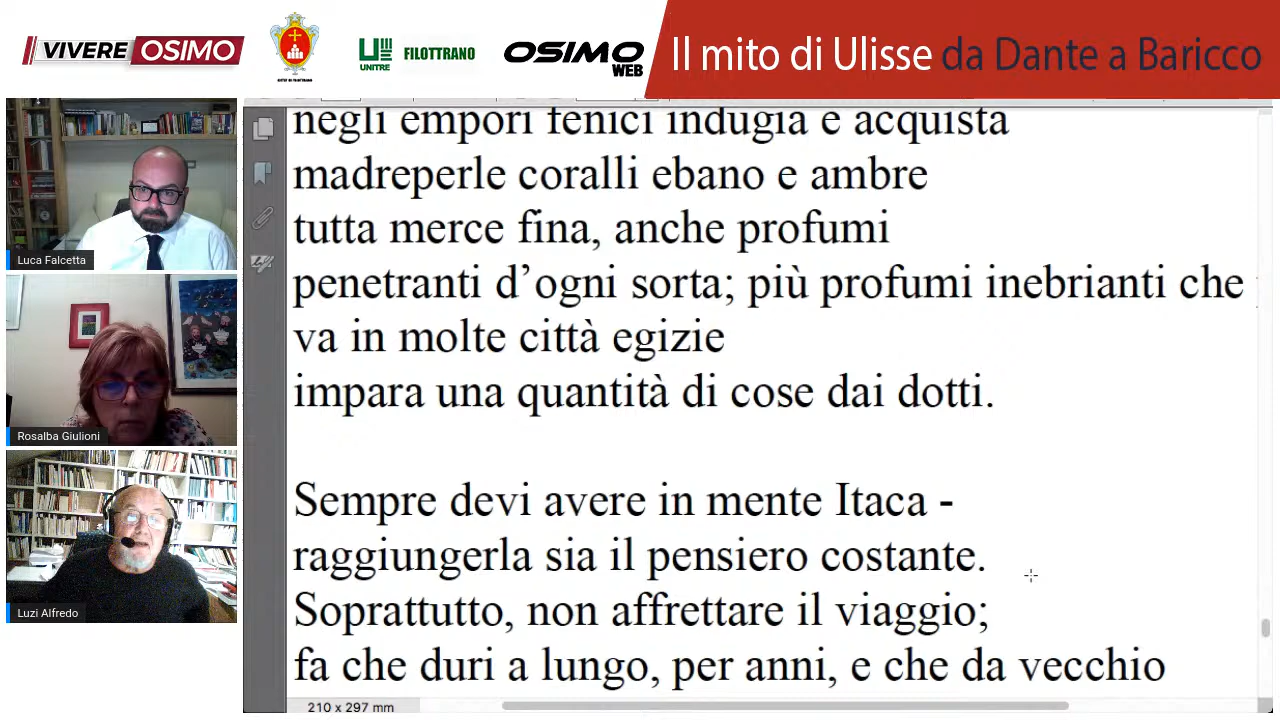 VIVERE OSIMO
CITTÀ DI FILOTTRANO
UNITRE
FILOTTRANO
OSIMO
WEB
Il mito di Ulisse da Dante a Baricco
negli empori fenici indugia e acquista
madreperle coralli ebano e ambre
tutta merce fina, anche profumi
penetranti d’ogni sorta; più profumi inebrianti che
va in molte città egizie
impara una quantità di cose dai dotti.
Sempre devi avere in mente Itaca -
raggiungerla sia il pensiero costante.
Soprattutto, non affrettare il viaggio;
fa che duri a lungo, per anni, e che da vecchio
210 x 297 mm
Luca Falcetta
Rosalba Giulioni
Luzi Alfredo